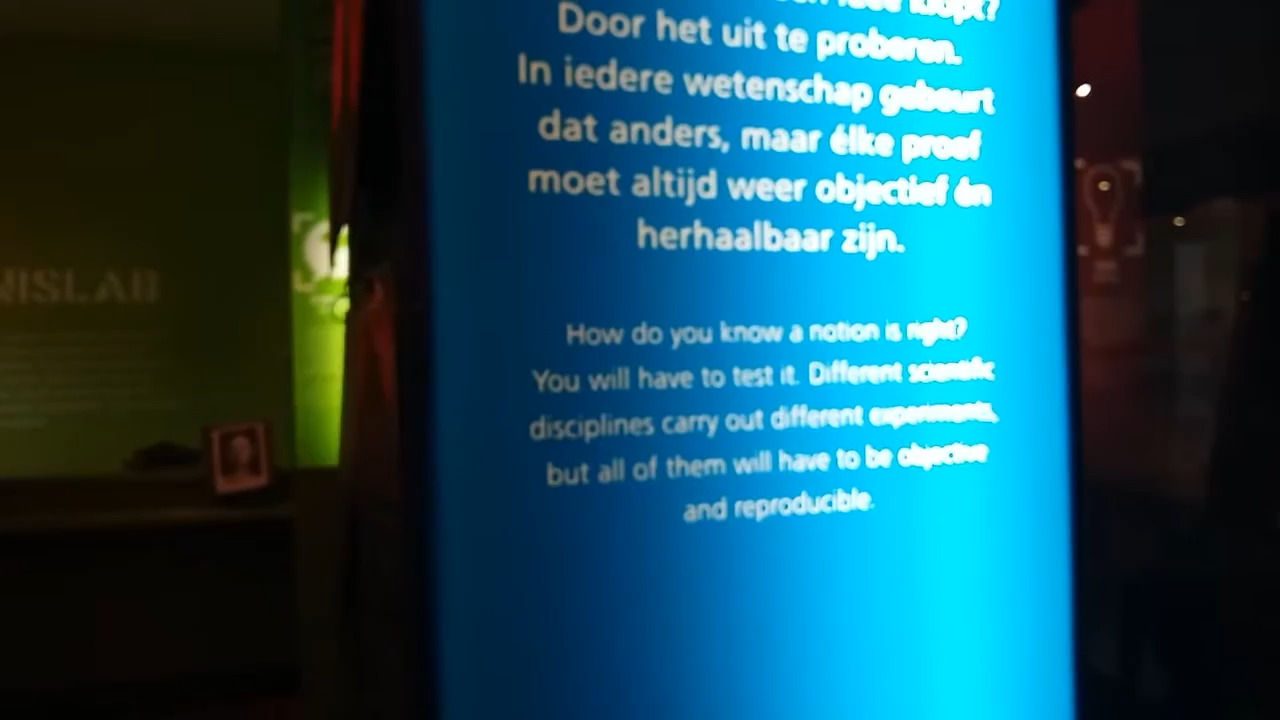 klopt?
Door het uit te proberen.
In iedere wetenschap gebeurt
dat anders, maar élke proef
moet altijd weer objectief én
herhaalbaar zijn.
How do you know a notion is right?
You will have to test it. Different scientific
disciplines carry out different experiments,
but all of them will have to be objective
and reproducible.
NISLAB